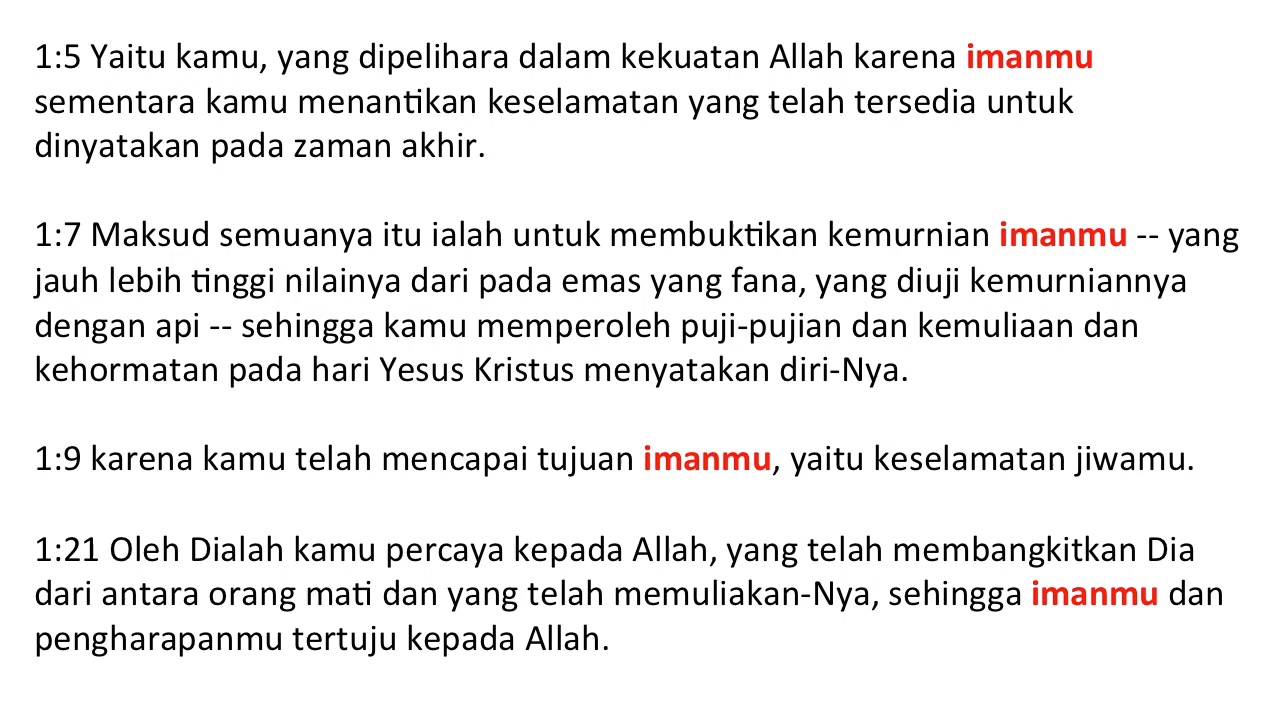 1:5 Yaitu kamu, yang dipelihara dalam kekuatan Allah karena imanmu
sementara kamu menantikan keselamatan yang telah tersedia untuk
dinyatakan pada zaman akhir.
1:7 Maksud semuanya itu ialah untuk membuktikan kemurnian imanmu -- yang
jauh lebih tinggi nilainya dari pada emas yang fana, yang diuji kemurniannya
dengan api -- sehingga kamu memperoleh puji-pujian dan kemuliaan dan
kehormatan pada hari Yesus Kristus menyatakan diri-Nya.
1:9 karena kamu telah mencapai tujuan imanmu, yaitu keselamatan jiwamu.
1:21 Oleh Dialah kamu percaya kepada Allah, yang telah membangkitkan Dia
dari antara orang mati dan yang telah memuliakan-Nya, sehingga imanmu dan
pengharapanmu tertuju kepada Allah.